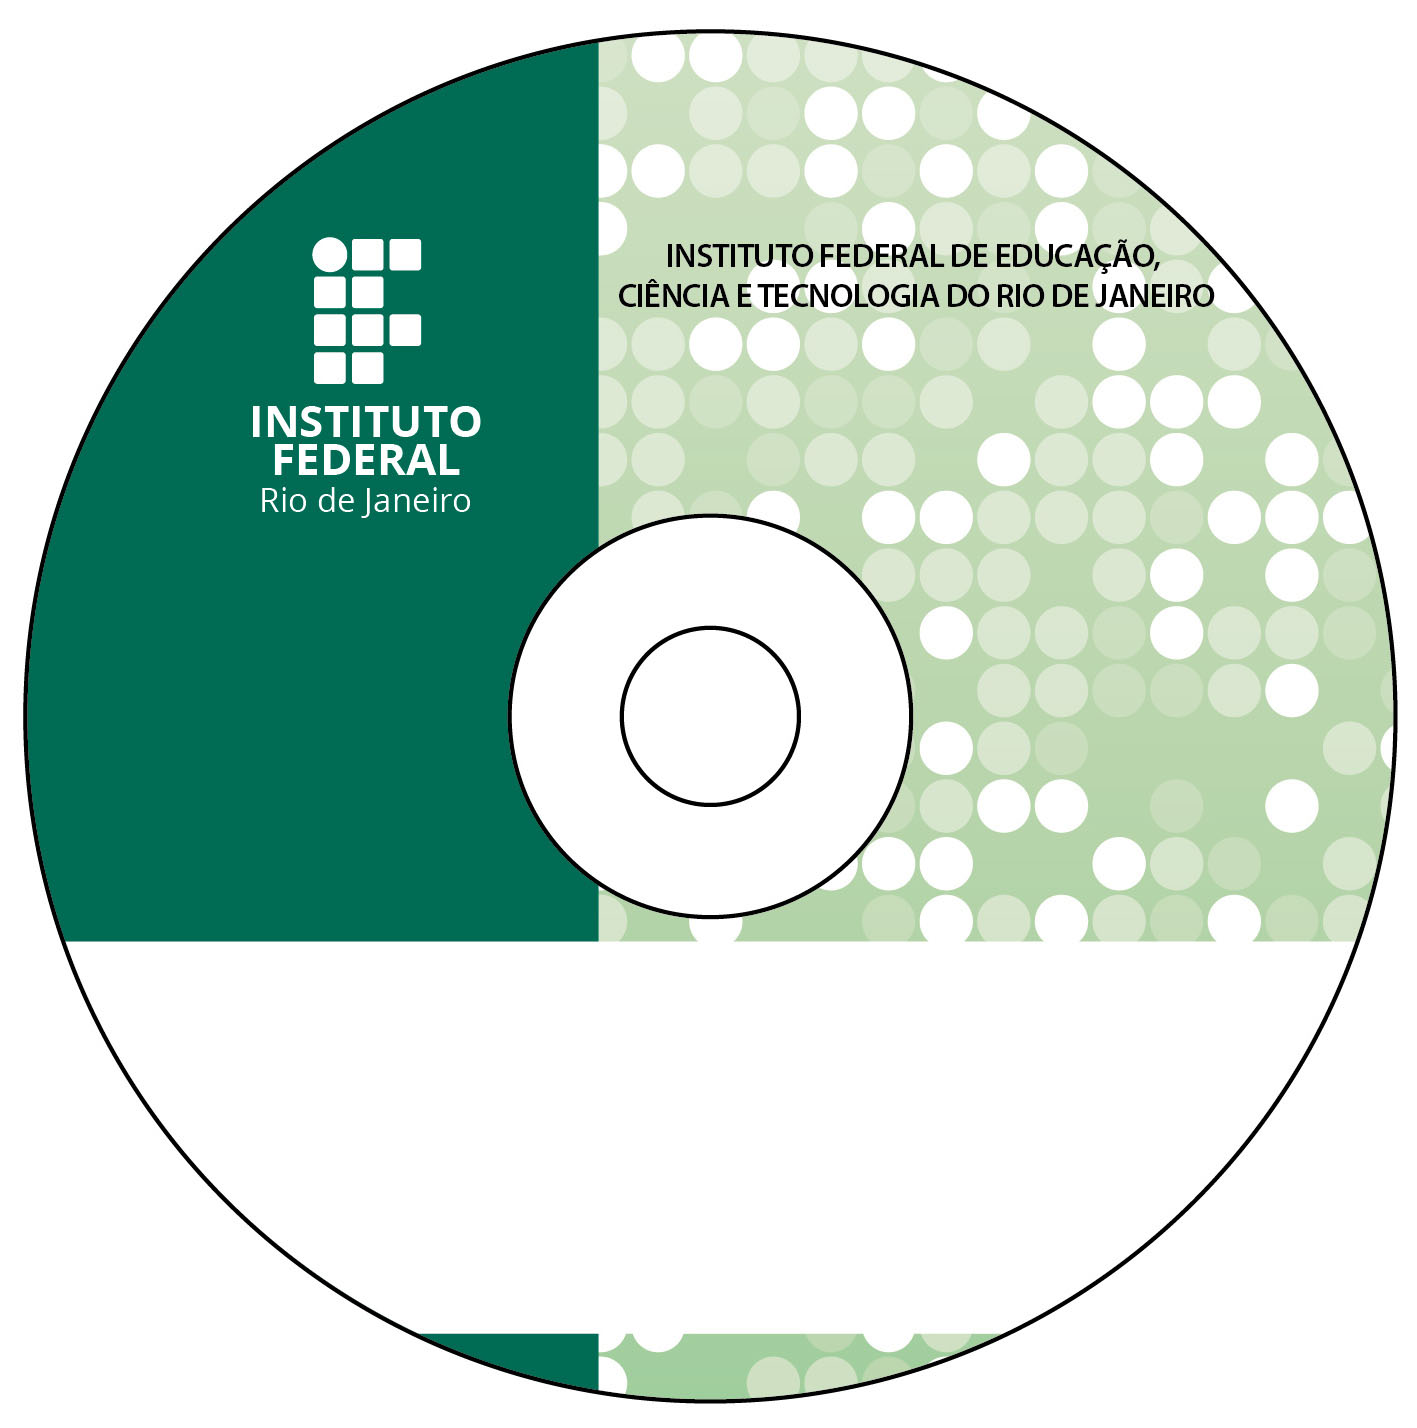 INSTITUTO FEDERAL DE EDUCAÇÃO,
CIÊNCIA E TECNOLOGIA DO RIO DE JANEIRO
INSTITUTO
FEDERAL
Rio de Janeiro